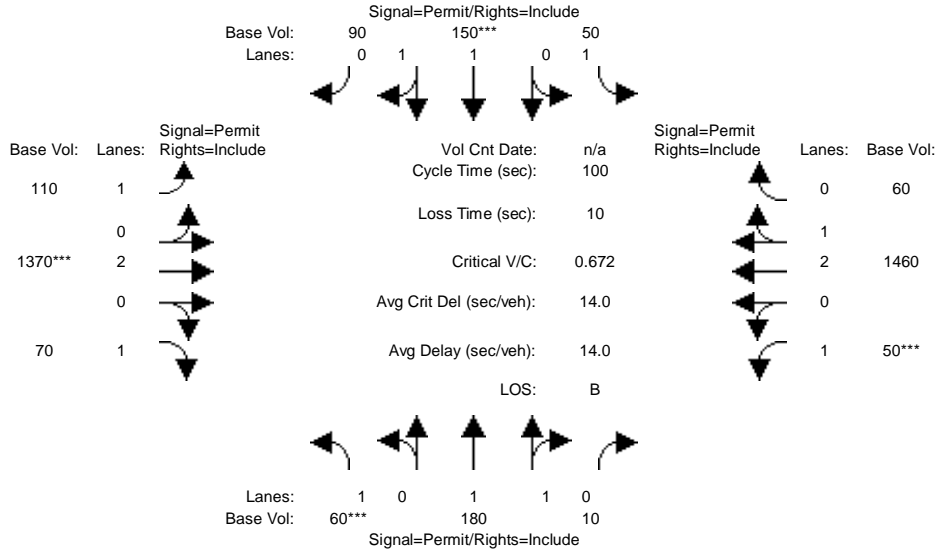 Signal=Permit/Rights=Include
Base Vol: 90 150*** 50
Lanes: 0 1 1 0 1
Signal=Permit
Base Vol: Lanes: Rights=Include
Vol Cnt Date: n/a
Signal=Permit
Rights=Include Lanes: Base Vol:
Cycle Time (sec): 100
110 1
0 60
Loss Time (sec): 10
0
1
1370*** 2
Critical V/C: 0.672
2 1460
0
Avg Crit Del (sec/veh): 14.0
0
70 1
Avg Delay (sec/veh): 14.0
1 50***
LOS: B
Lanes: 1 0 1 1 0
Base Vol: 60*** 180 10
Signal=Permit/Rights=Include